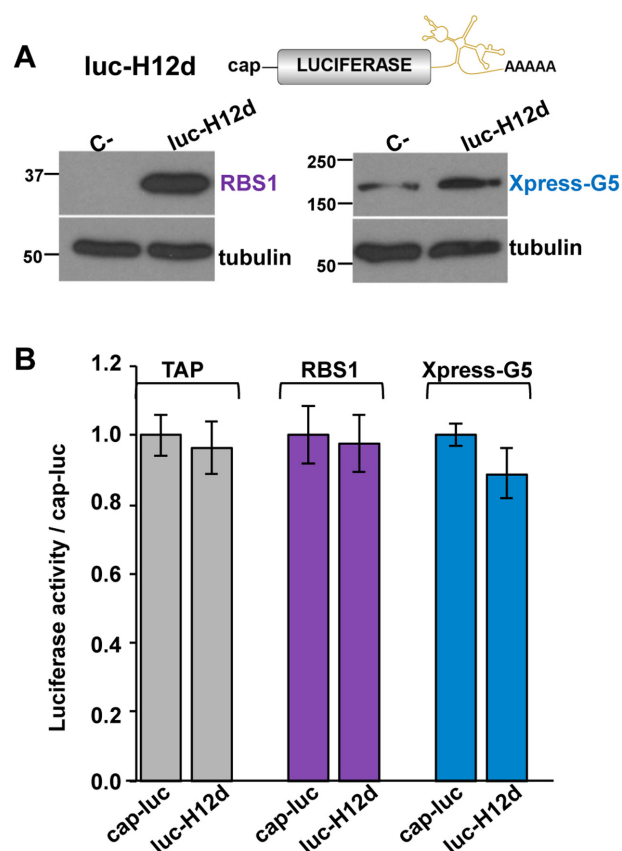 A
luc-H12d
cap
LUCIFERASE
AAAAA
C-
luc-H12d
37
RBS1
50
tubulin
C-
luc-H12d
250
150
Xpress-G5
50
tubulin
B
Luciferase activity / cap-luc
1.2
1.0
0.8
0.6
0.4
0.2
0.0
TAP
RBS1
Xpress-G5
cap-luc
luc-H12d
cap-luc
luc-H12d
cap-luc
luc-H12d